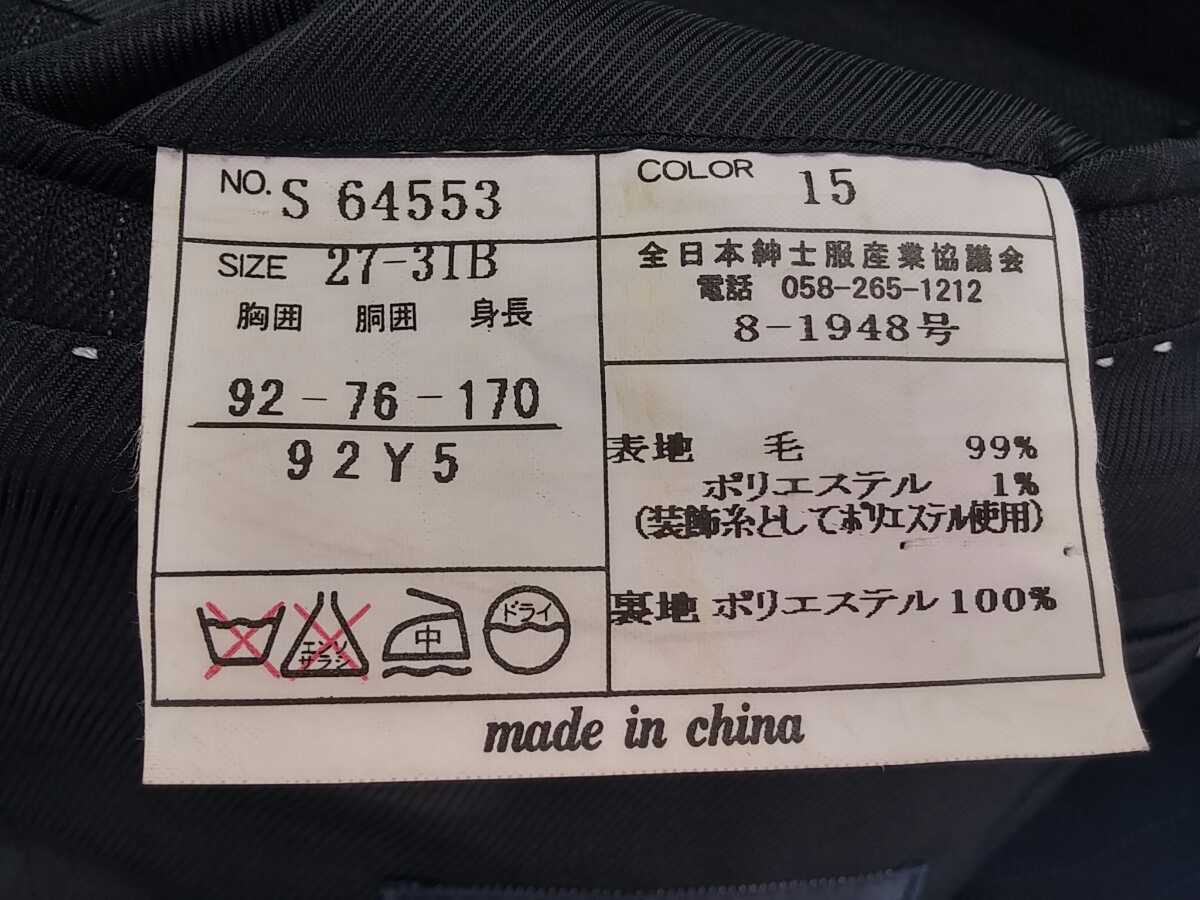 NO. S 64553
SIZE 27-3IB
胸囲 胴囲 身長
92-76-170
92Y5
エンソ
サラシ
中
ドライ
COLOR 15
全日本紳士服産業協議会
電話 058-265-1212
8-1948号
表地 毛 99%
ポリエステル 1%
(装飾糸としてポリエステル使用)
裏地 ポリエステル 100%
made in china